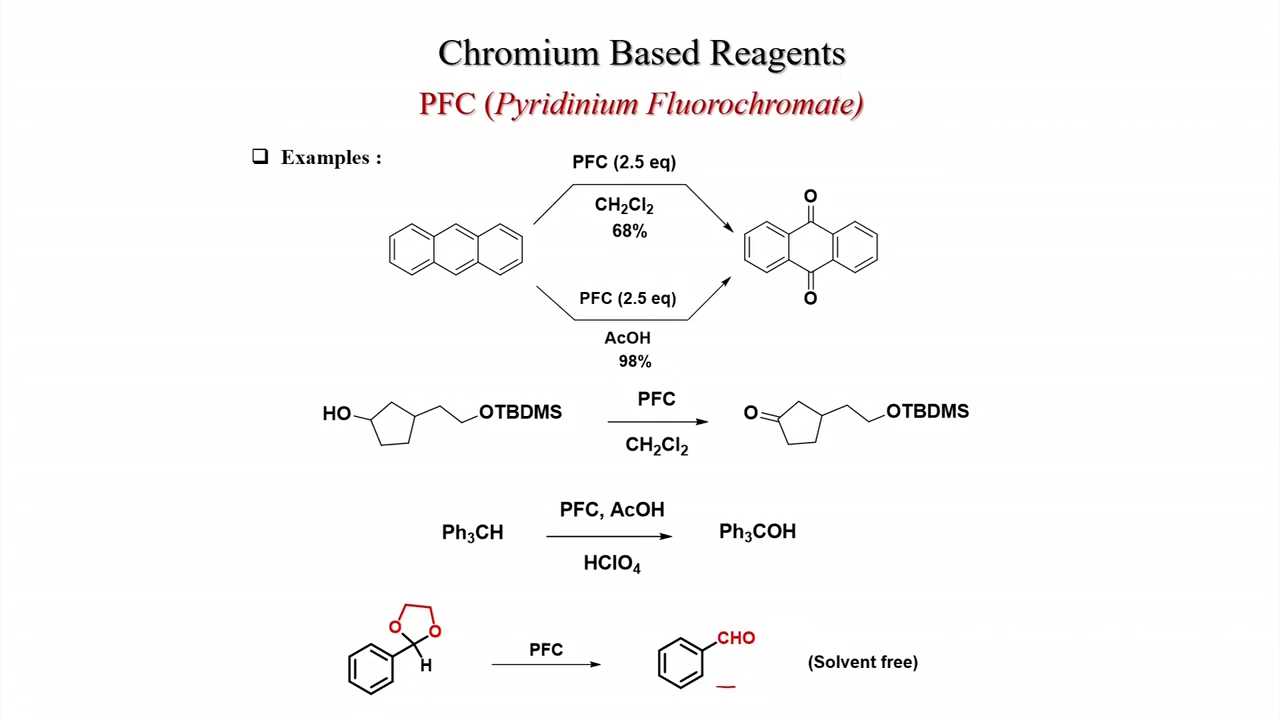 Chromium Based Reagents
PFC (Pyridinium Fluorochromate)
Examples :
PFC (2.5 eq)
CH₂Cl₂
68%
O
O
PFC (2.5 eq)
AcOH
98%
HO
OTBDMS
PFC
CH₂Cl₂
O
OTBDMS
Ph₃CH
PFC, AcOH
HClO₄
Ph₃COH
O
O
H
PFC
CHO
(Solvent free)